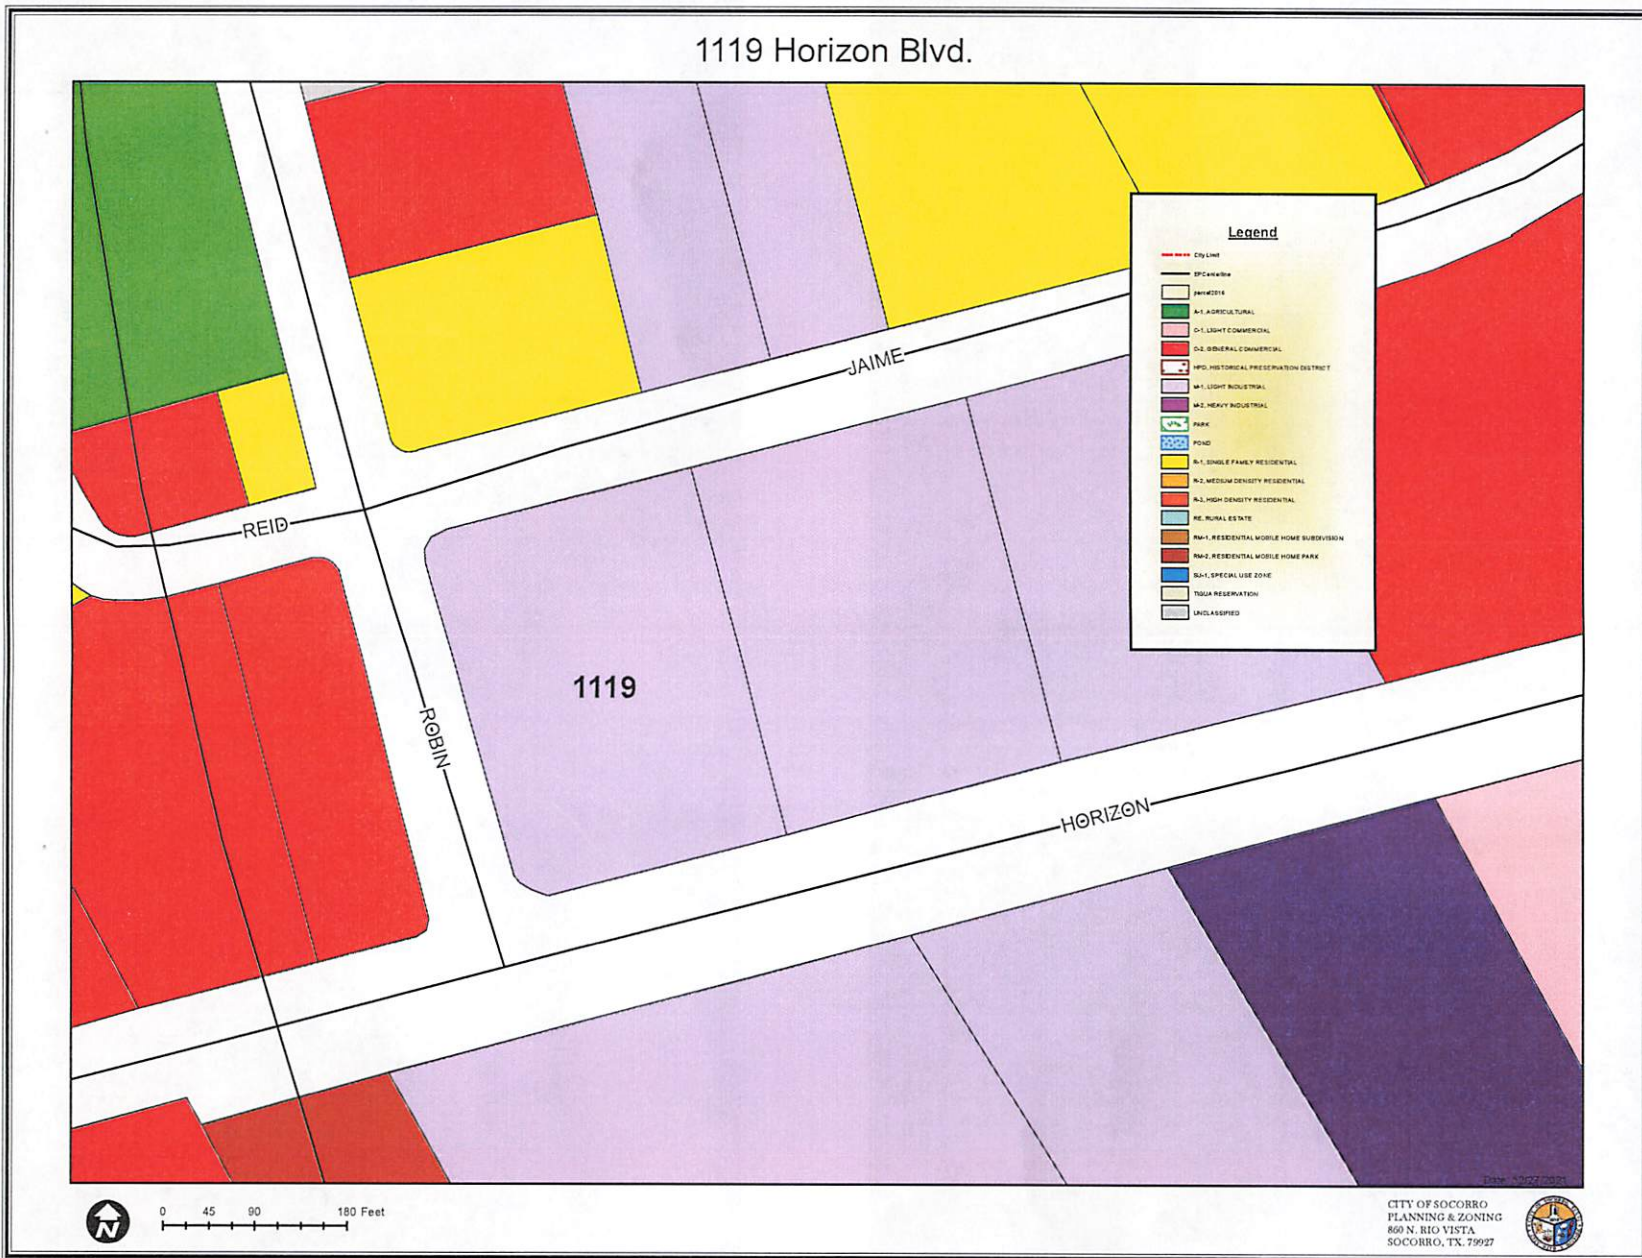 1119 Horizon Blvd.
Legend
City Limit
EPCenterline
parcel2016
A-1, AGRICULTURAL
C-1, LIGHT COMMERCIAL
C-2, GENERAL COMMERCIAL
HPD, HISTORICAL PRESERVATION DISTRICT
M-1, LIGHT INDUSTRIAL
M-2, HEAVY INDUSTRIAL
PARK
POND
R-1, SINGLE FAMILY RESIDENTIAL
R-2, MEDIUM DENSITY RESIDENTIAL
R-3, HIGH DENSITY RESIDENTIAL
RE, RURAL ESTATE
RM-1, RESIDENTIAL MOBILE HOME SUBDIVISION
RM-2, RESIDENTIAL MOBILE HOME PARK
SU-1, SPECIAL USE ZONE
TIGUA RESERVATION
UNCLASSIFIED
JAIME
REID
1119
ROBIN
HORIZON
N
0 45 90 180 Feet
CITY OF SOCORRO
PLANNING & ZONING
860 N. RIO VISTA
SOCORRO, TX. 79927